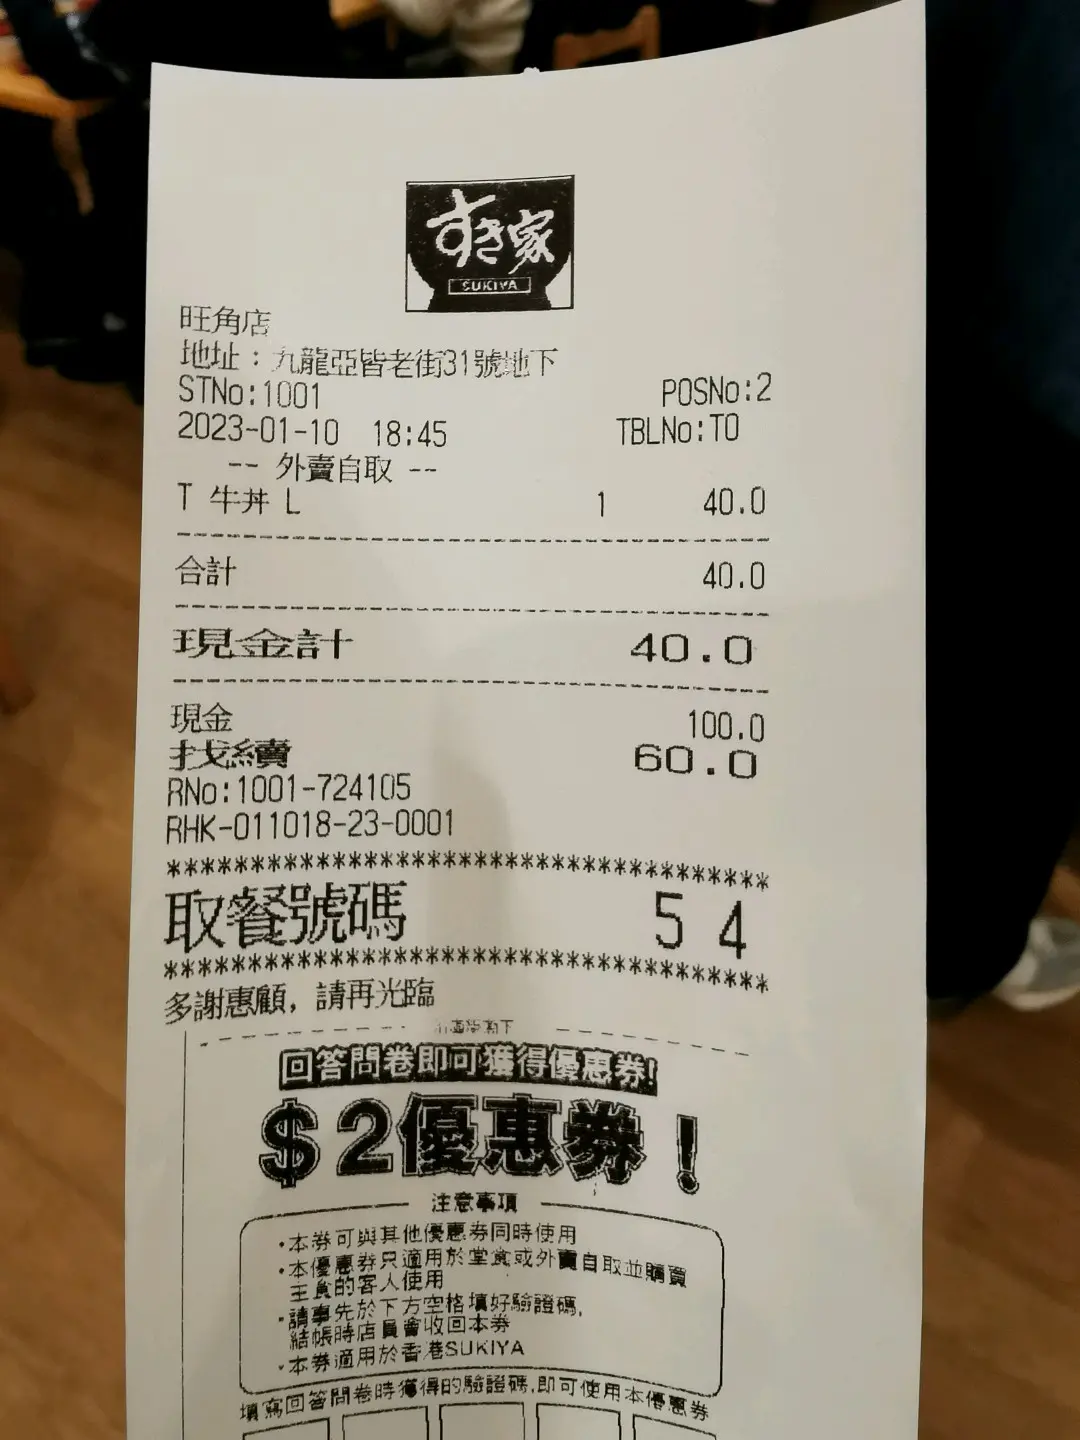 すき家
SUKIYA
旺角店
地址：九龍亞皆老街31號地下
STNo:1001 POSNo:2
2023-01-10 18:45 TBLNo:T0
-- 外賣自取 --
T 牛丼 L 1 40.0
合計 40.0
現金計 40.0
現金 100.0
找續 60.0
RNo:1001-724105
RHK-011018-23-0001
****************************************
取餐號碼 54
****************************************
多謝惠顧，請再光臨
回答問卷即可獲得優惠券!
$2優惠券！
注意事項
・本券可與其他優惠券同時使用
・本優惠券只適用於堂食或外賣自取並購買
主食的客人使用
・請事先於下方空格填好驗證碼,
結帳時店員會收回本券
・本券適用於香港SUKIYA
填寫回答問卷時獲得的驗證碼,即可使用本優惠券